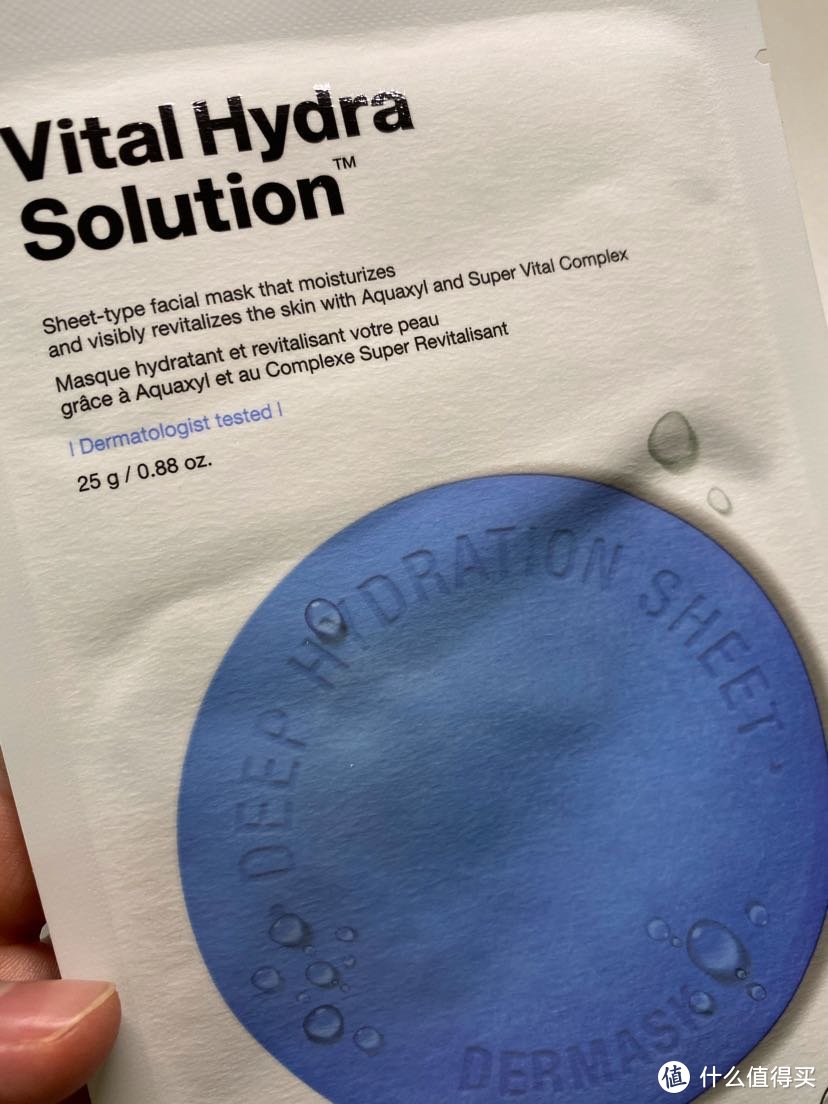 Vital Hydra
Solution™
Sheet-type facial mask that moisturizes
and visibly revitalizes the skin with Aquaxyl and Super Vital Complex
Masque hydratant et revitalisant votre peau
grâce à Aquaxyl et au Complexe Super Revitalisant
| Dermatologist tested |
25 g / 0.88 oz.
DEEP HYDRATION SHEET
DERMASK
值 什么值得买